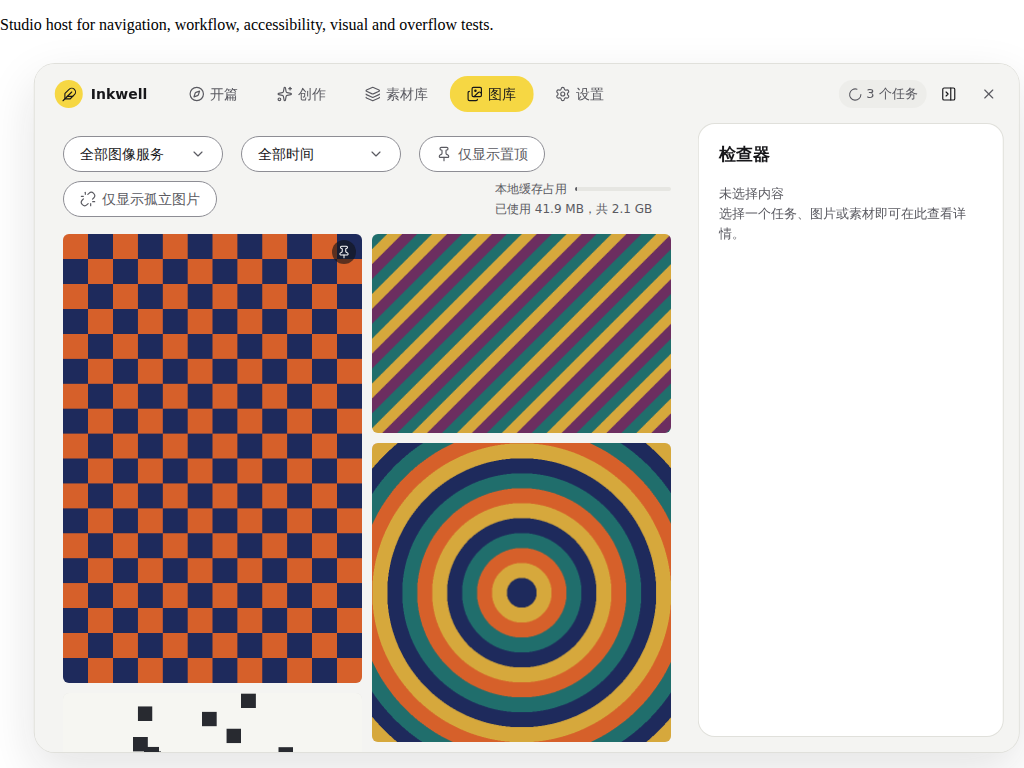 Studio host for navigation, workflow, accessibility, visual and overflow tests.
Inkwell 开篇 创作 素材库 图库 设置 3 个任务
全部图像服务 全部时间 仅显示置顶
仅显示孤立图片
本地缓存占用
已使用 41.9 MB，共 2.1 GB
检查器
未选择内容
选择一个任务、图片或素材即可在此查看详
情。